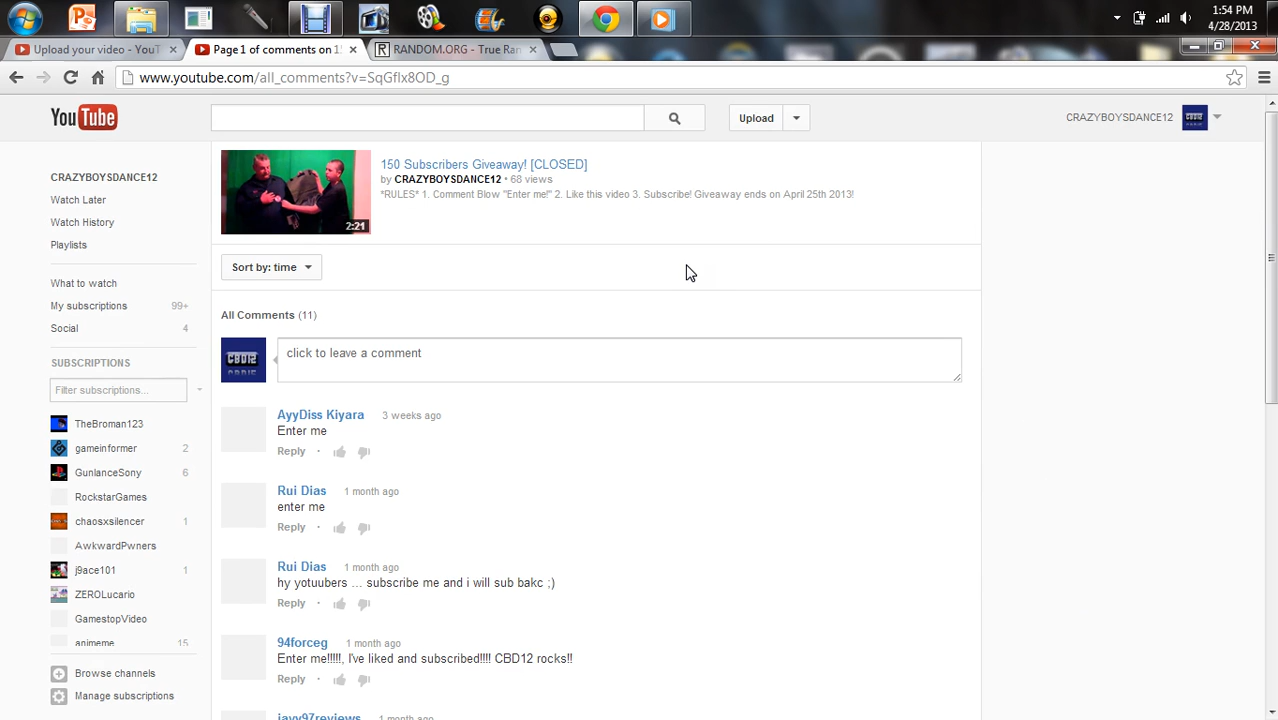 1:54 PM
4/28/2013
Upload your video - YouT
Page 1 of comments on 1
RANDOM.ORG - True Ran
www.youtube.com/all_comments?v=SqGflx8OD_g
YouTube
Upload
CRAZYBOYSDANCE12
CRAZYBOYSDANCE12
Watch Later
Watch History
Playlists
What to watch
My subscriptions 99+
Social 4
SUBSCRIPTIONS
Filter subscriptions...
TheBroman123
gameinformer 2
GunlanceSony 6
RockstarGames
chaosxsilencer 1
AwkwardPwners
j9ace101 1
ZEROLucario
GamestopVideo
animeme 15
Browse channels
Manage subscriptions
2:21
150 Subscribers Giveaway! [CLOSED]
by CRAZYBOYSDANCE12 • 68 views
*RULES* 1. Comment Blow "Enter me!" 2. Like this video 3. Subscribe! Giveaway ends on April 25th 2013!
Sort by: time
All Comments (11)
CBD12
click to leave a comment
AyyDiss Kiyara 3 weeks ago
Enter me
Reply ·
Rui Dias 1 month ago
enter me
Reply ·
Rui Dias 1 month ago
hy yotuubers ... subscribe me and i will sub bakc ;)
Reply ·
94forceg 1 month ago
Enter me!!!!!, I've liked and subscribed!!!! CBD12 rocks!!
Reply ·
jayy97reviews 1 month ago